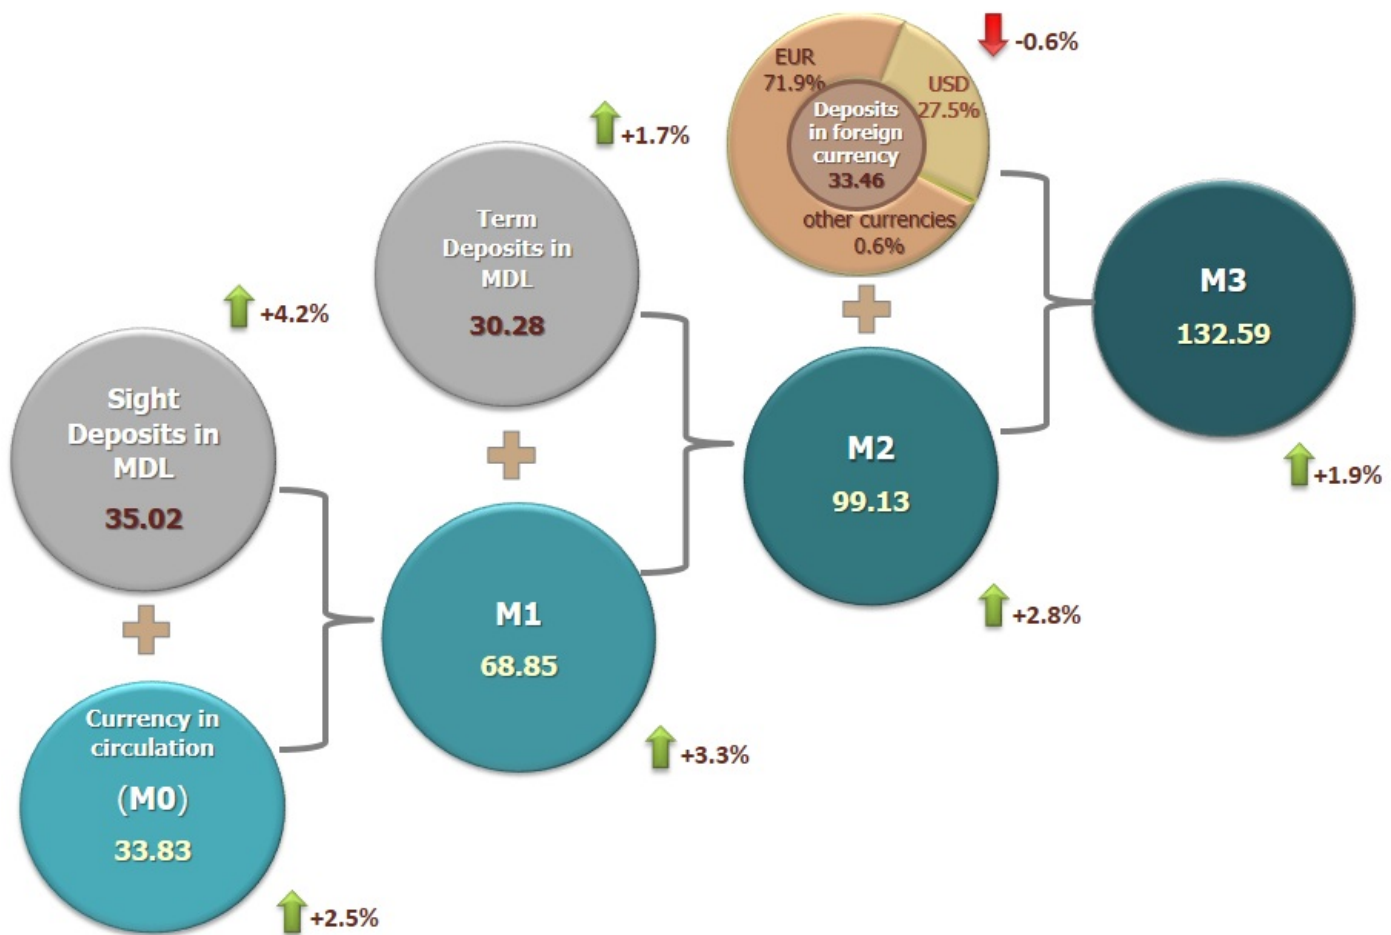 EUR
71.9%
USD
27.5%
Deposits
in foreign
currency
33.46
other currencies
0.6%
-0.6%
+1.7%
Term
Deposits in
MDL
30.28
M3
132.59
+1.9%
+4.2%
Sight
Deposits in
MDL
35.02
M2
99.13
+2.8%
M1
68.85
+3.3%
Currency in
circulation
(M0)
33.83
+2.5%